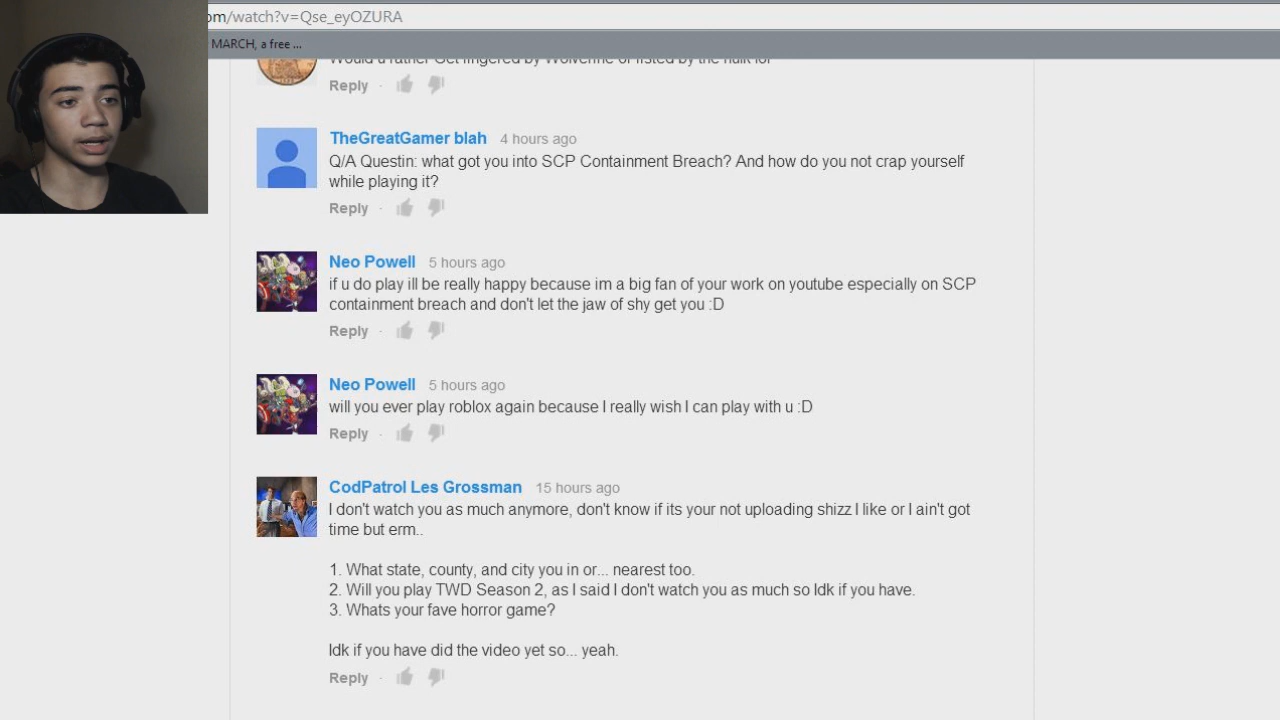 om/watch?v=Qse_eyOZURA
MARCH, a free ...
Would u rather Get fingered by Wolverine or fisted by the hulk lol
Reply ·
TheGreatGamer blah 4 hours ago
Q/A Questin: what got you into SCP Containment Breach? And how do you not crap yourself
while playing it?
Reply ·
Neo Powell 5 hours ago
if u do play ill be really happy because im a big fan of your work on youtube especially on SCP
containment breach and don't let the jaw of shy get you :D
Reply ·
Neo Powell 5 hours ago
will you ever play roblox again because I really wish I can play with u :D
Reply ·
CodPatrol Les Grossman 15 hours ago
I don't watch you as much anymore, don't know if its your not uploading shizz I like or I ain't got
time but erm..
1. What state, county, and city you in or... nearest too.
2. Will you play TWD Season 2, as I said I don't watch you as much so Idk if you have.
3. Whats your fave horror game?
Idk if you have did the video yet so... yeah.
Reply ·